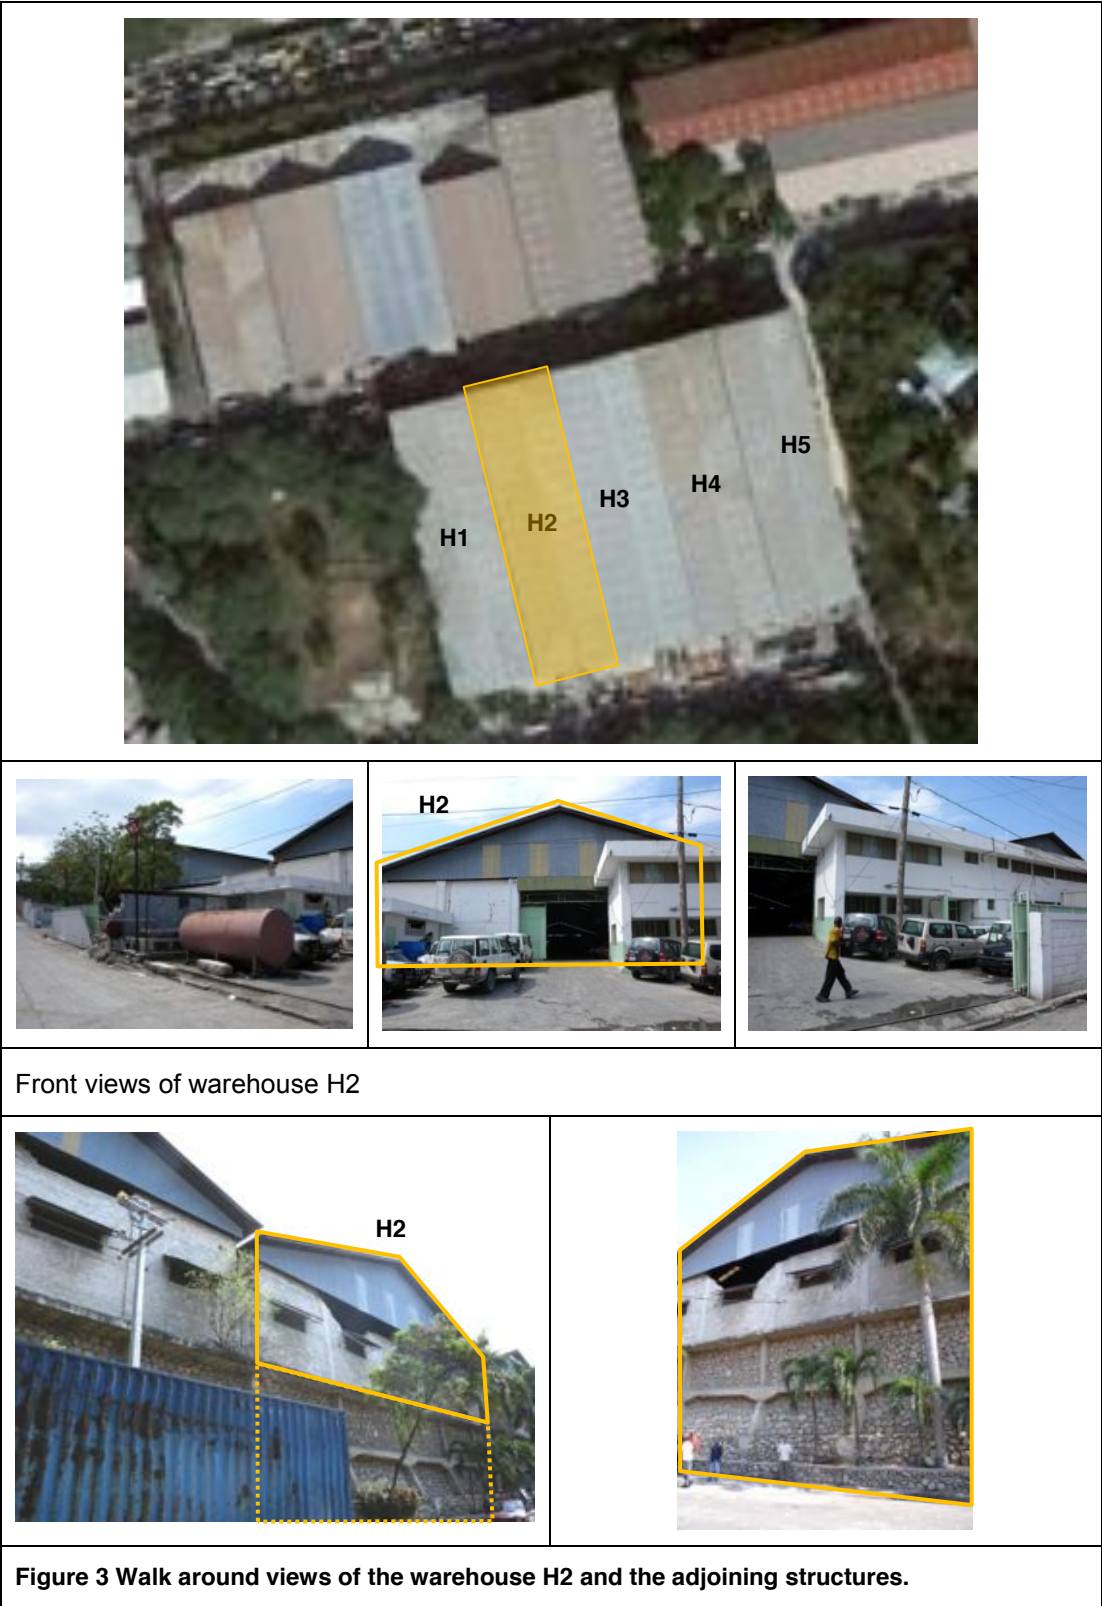 H5
H4
H3
H2
H1
H2
Front views of warehouse H2
H2
Figure 3 Walk around views of the warehouse H2 and the adjoining structures.